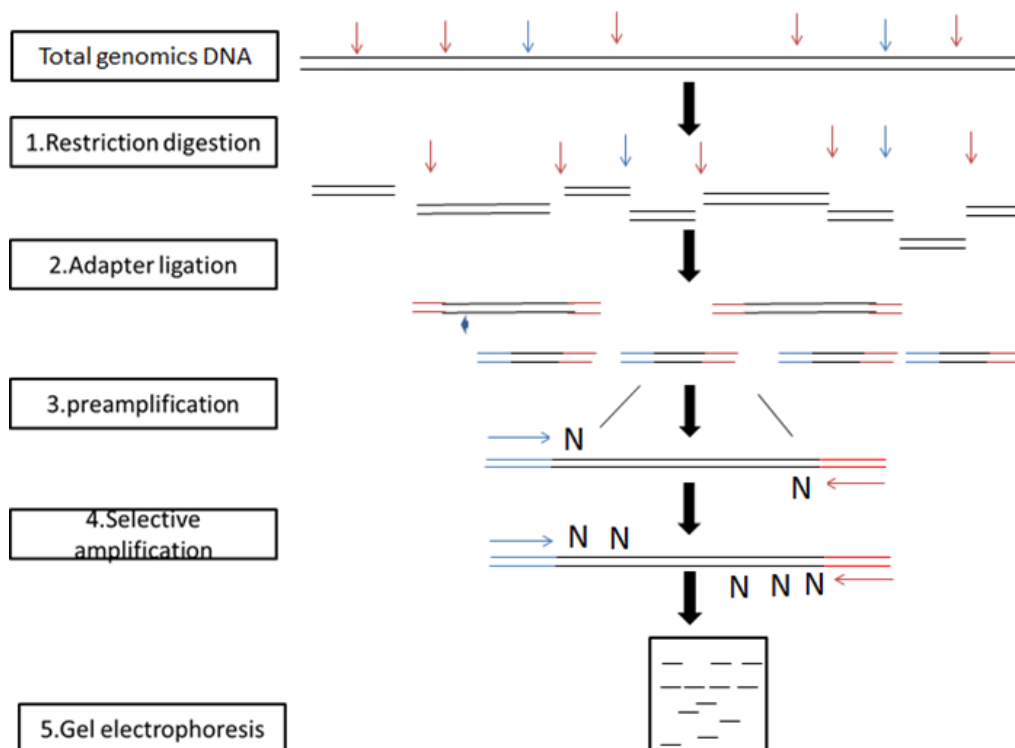 Total genomics DNA
1.Restriction digestion
2.Adapter ligation
3.preamplification
N
N
4.Selective
amplification
N N
N N N
5.Gel electrophoresis